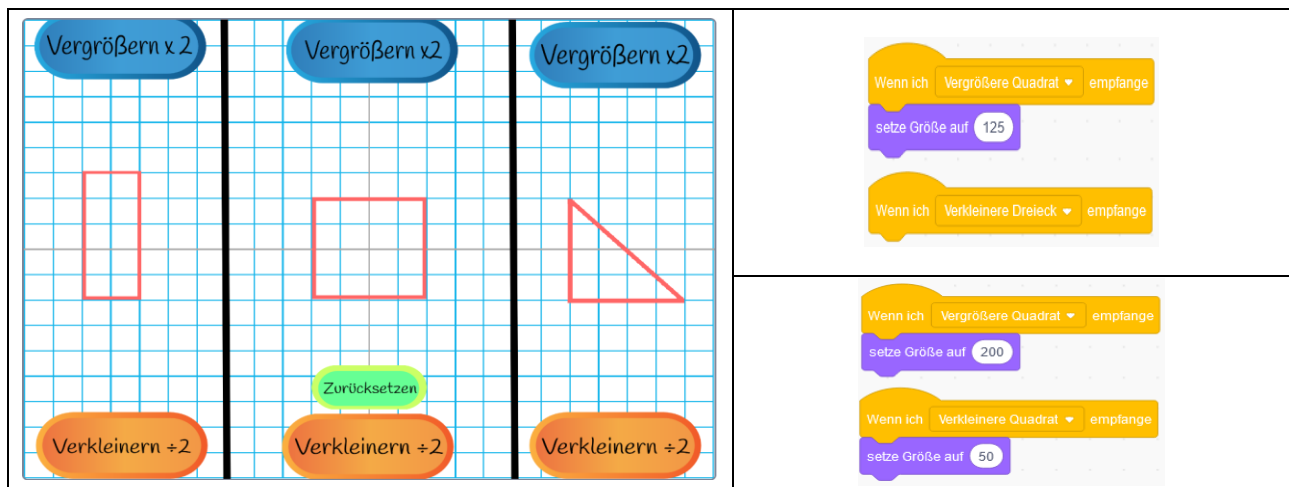 Vergrößern x 2
Vergrößern x2
Vergrößern x2
Zurücksetzen
Verkleinern ÷2
Verkleinern ÷2
Verkleinern ÷2
Wenn ich Vergrößere Quadrat empfange
setze Größe auf 125
Wenn ich Verkleinere Dreieck empfange
Wenn ich Vergrößere Quadrat empfange
setze Größe auf 200
Wenn ich Verkleinere Quadrat empfange
setze Größe auf 50